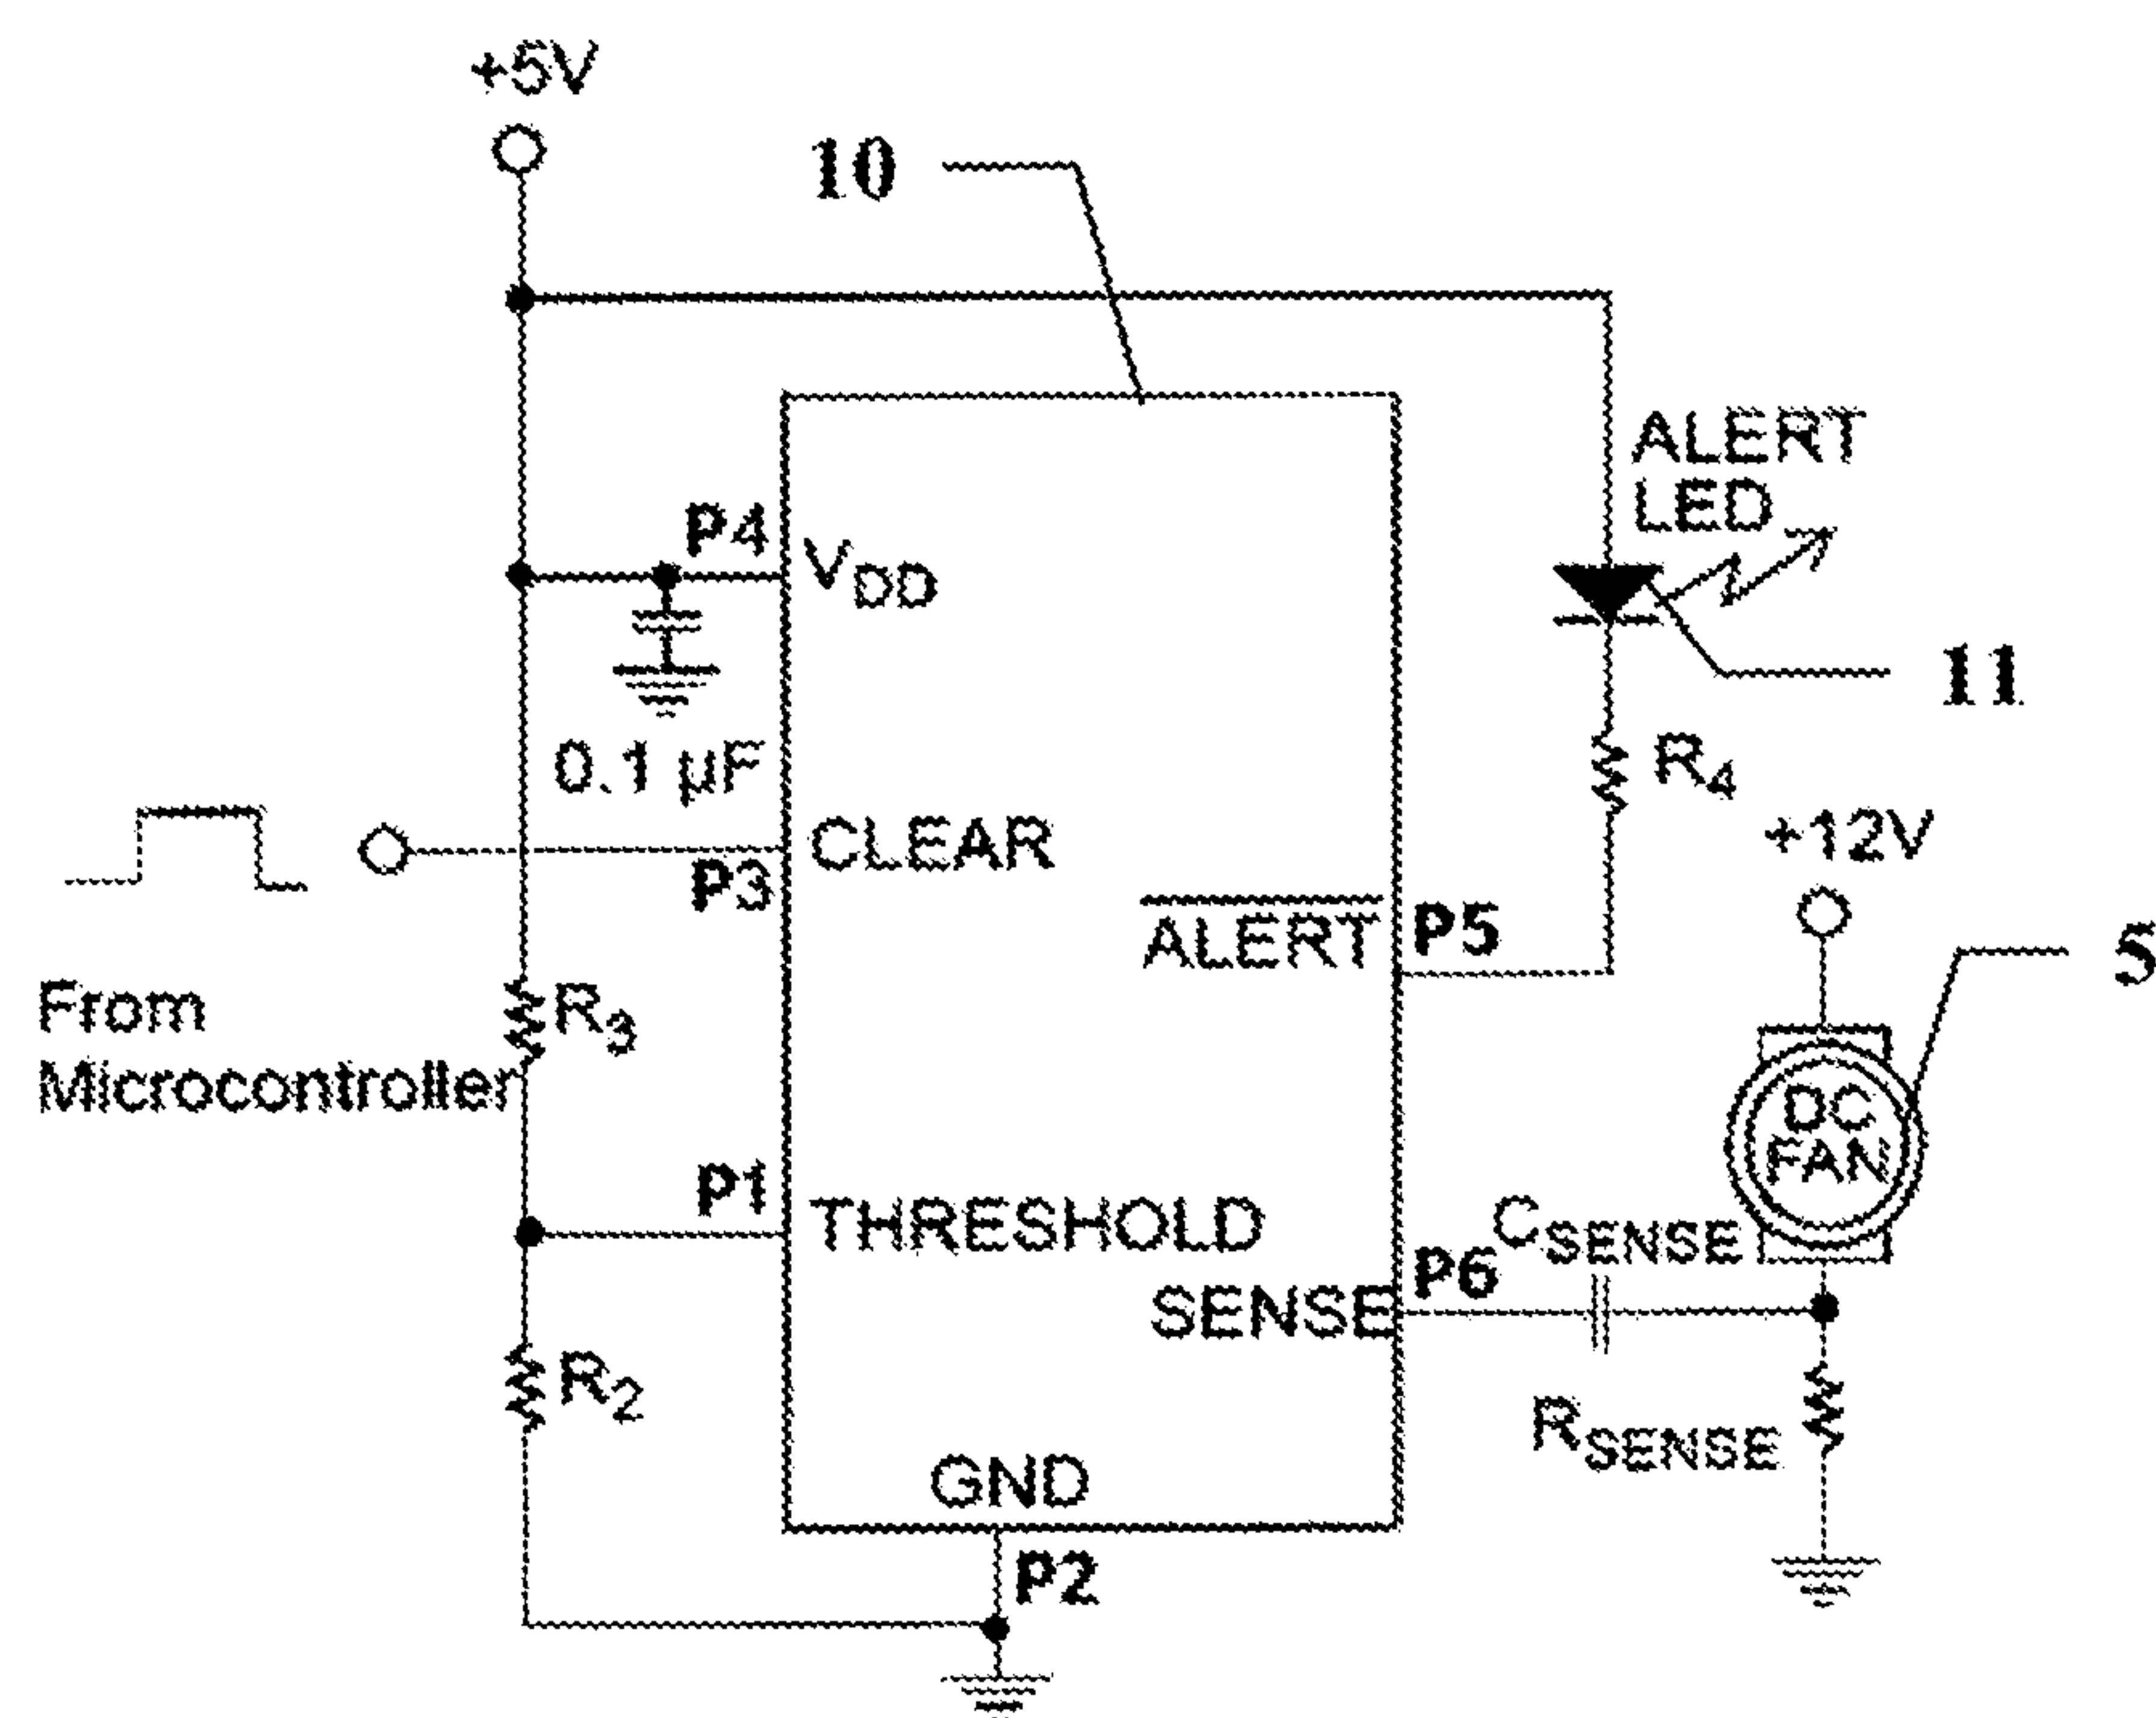 +5V
10
ALERT
LED
P4
VDD
11
0.1 µF
R4
+12V
CLEAR
P3
ALERT
P5
S
From
Microcontroller
R3
DC
FAN
P1
THRESHOLD
CSENSE
P6
SENSE
R2
RSENSE
GND
P2